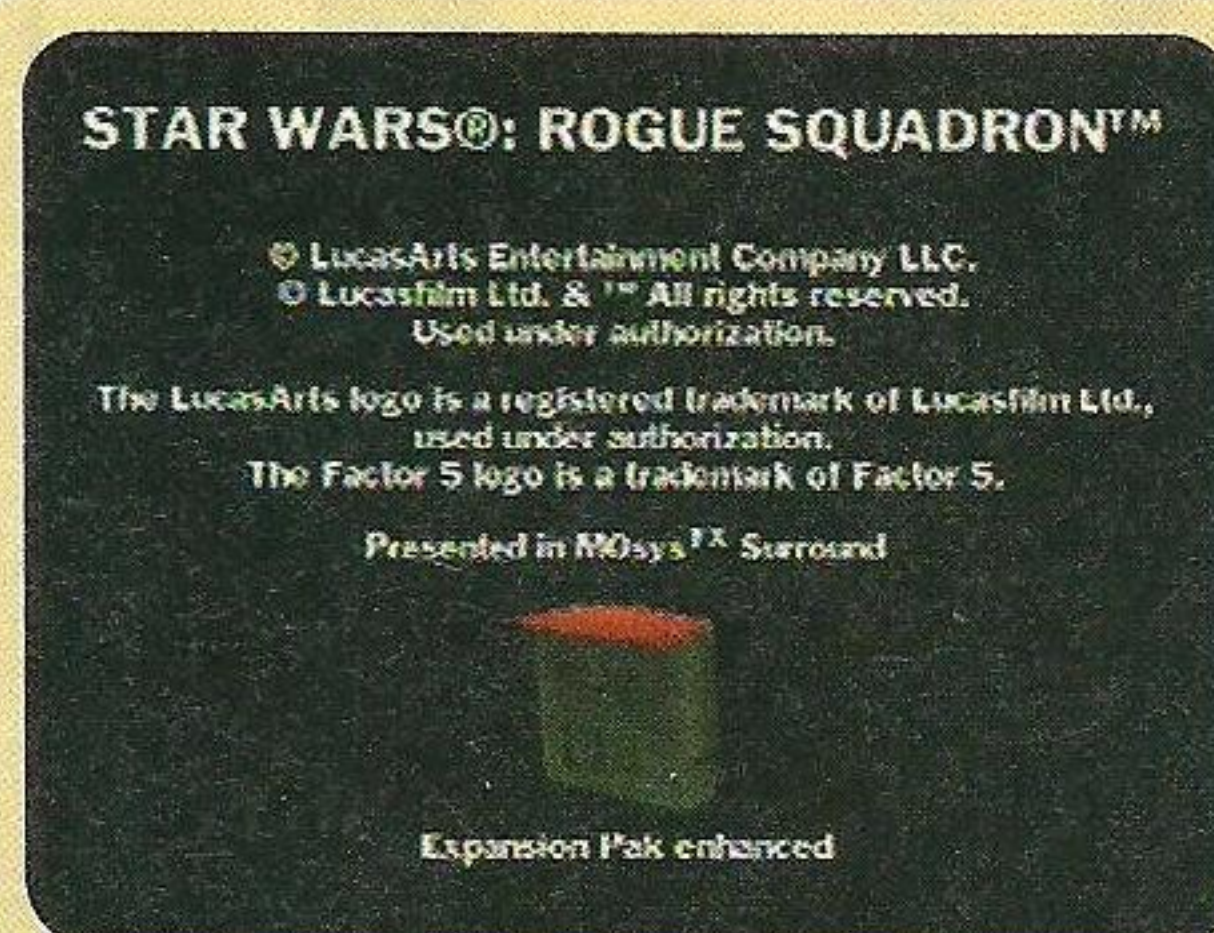 STAR WARS®: ROGUE SQUADRON™
© LucasArts Entertainment Company LLC.
© Lucasfilm Ltd. & ™ All rights reserved.
Used under authorization.
The LucasArts logo is a registered trademark of Lucasfilm Ltd.,
used under authorization.
The Factor 5 logo is a trademark of Factor 5.
Presented in MOsys FX Surround
Expansion Pak enhanced